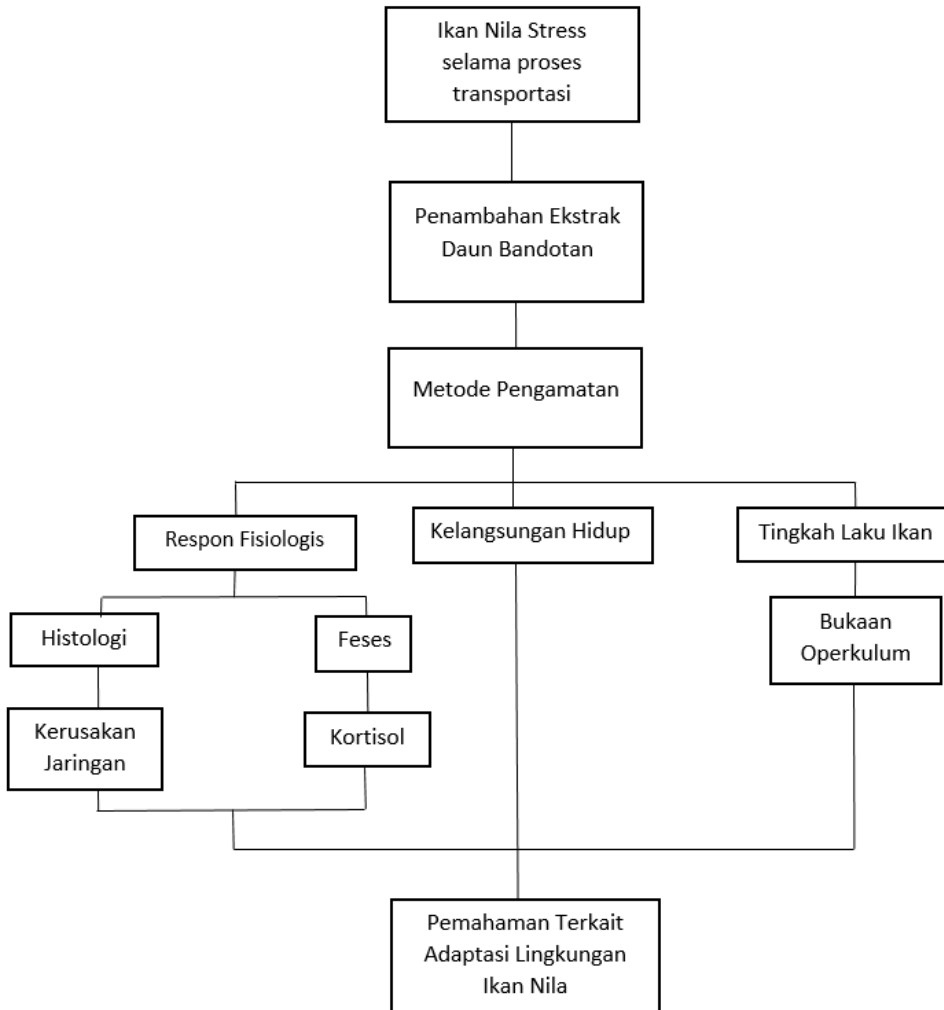 Ikan Nila Stress
selama proses
transportasi
Penambahan Ekstrak
Daun Bandotan
Metode Pengamatan
Respon Fisiologis
Kelangsungan Hidup
Tingkah Laku Ikan
Histologi
Feses
Bukaan
Operkulum
Kerusakan
Jaringan
Kortisol
Pemahaman Terkait
Adaptasi Lingkungan
Ikan Nila